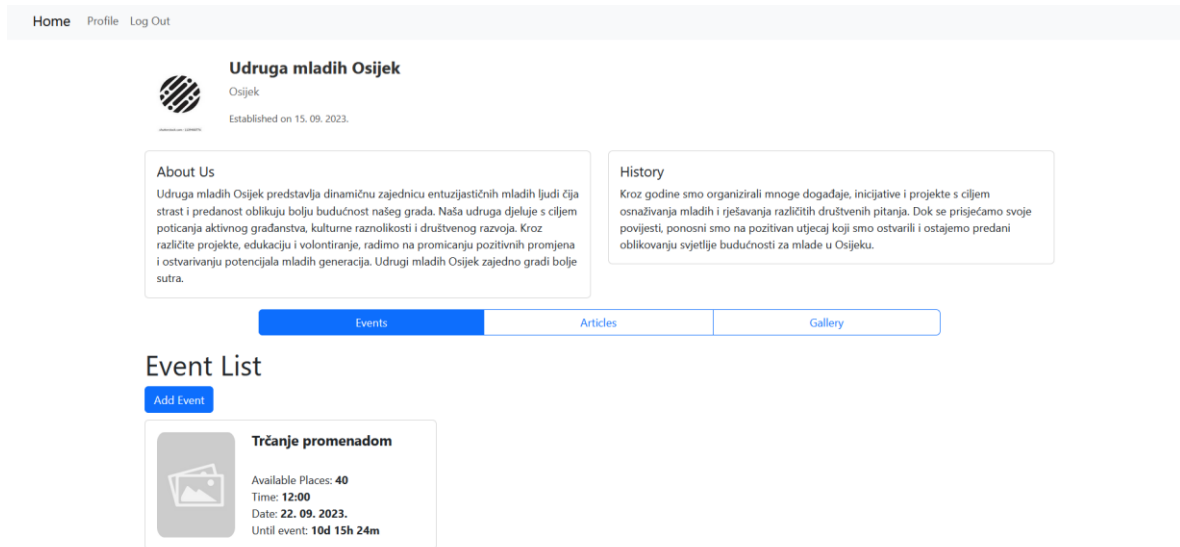 Home Profile Log Out
Udruga mladih Osijek
Osijek
Established on 15. 09. 2023.
About Us
Udruga mladih Osijek predstavlja dinamičnu zajednicu entuzijastičnih mladih ljudi čija
strast i predanost oblikuju bolju budućnost našeg grada. Naša udruga djeluje s ciljem
poticanja aktivnog građanstva, kulturne raznolikosti i društvenog razvoja. Kroz
različite projekte, edukaciju i volontiranje, radimo na promicanju pozitivnih promjena
i ostvarivanju potencijala mladih generacija. Udrugi mladih Osijek zajedno gradi bolje
sutra.
History
Kroz godine smo organizirali mnoge događaje, inicijative i projekte s ciljem
osnaživanja mladih i rješavanja različitih društvenih pitanja. Dok se prisjećamo svoje
povijesti, ponosni smo na pozitivan utjecaj koji smo ostvarili i ostajemo predani
oblikovanju svjetlije budućnosti za mlade u Osijeku.
Events Articles Gallery
Event List
Add Event
Trčanje promenadom
Available Places: 40
Time: 12:00
Date: 22. 09. 2023.
Until event: 10d 15h 24m